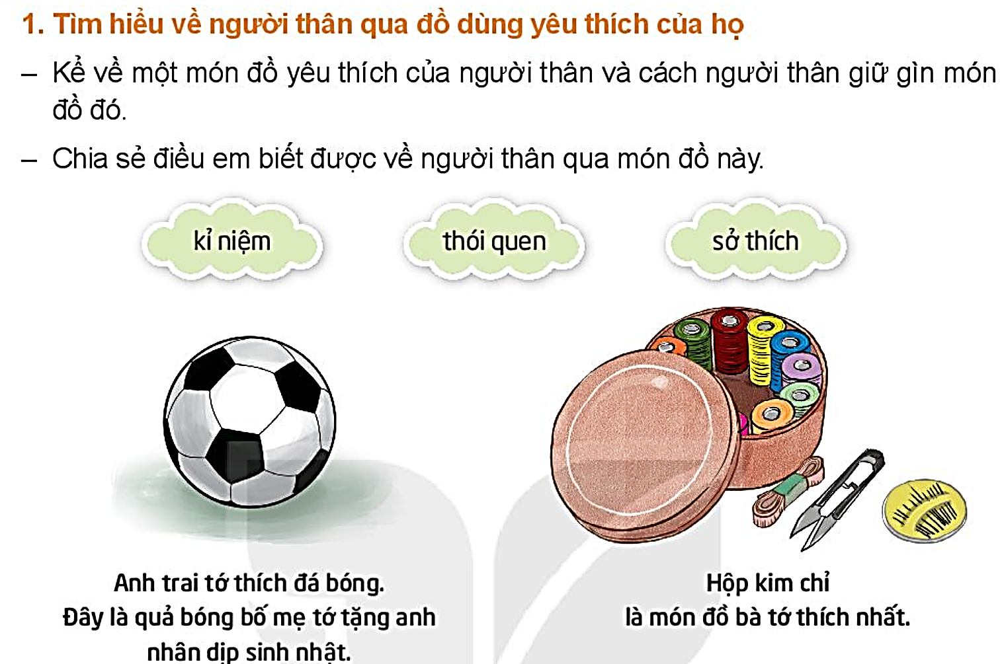 1. Tìm hiểu về người thân qua đồ dùng yêu thích của họ
– Kể về một món đồ yêu thích của người thân và cách người thân giữ gìn món
đồ đó.
– Chia sẻ điều em biết được về người thân qua món đồ này.
kỉ niệm
thói quen
sở thích
Anh trai tớ thích đá bóng.
Đây là quả bóng bố mẹ tớ tặng anh
nhân dịp sinh nhật.
Hộp kim chỉ
là món đồ bà tớ thích nhất.